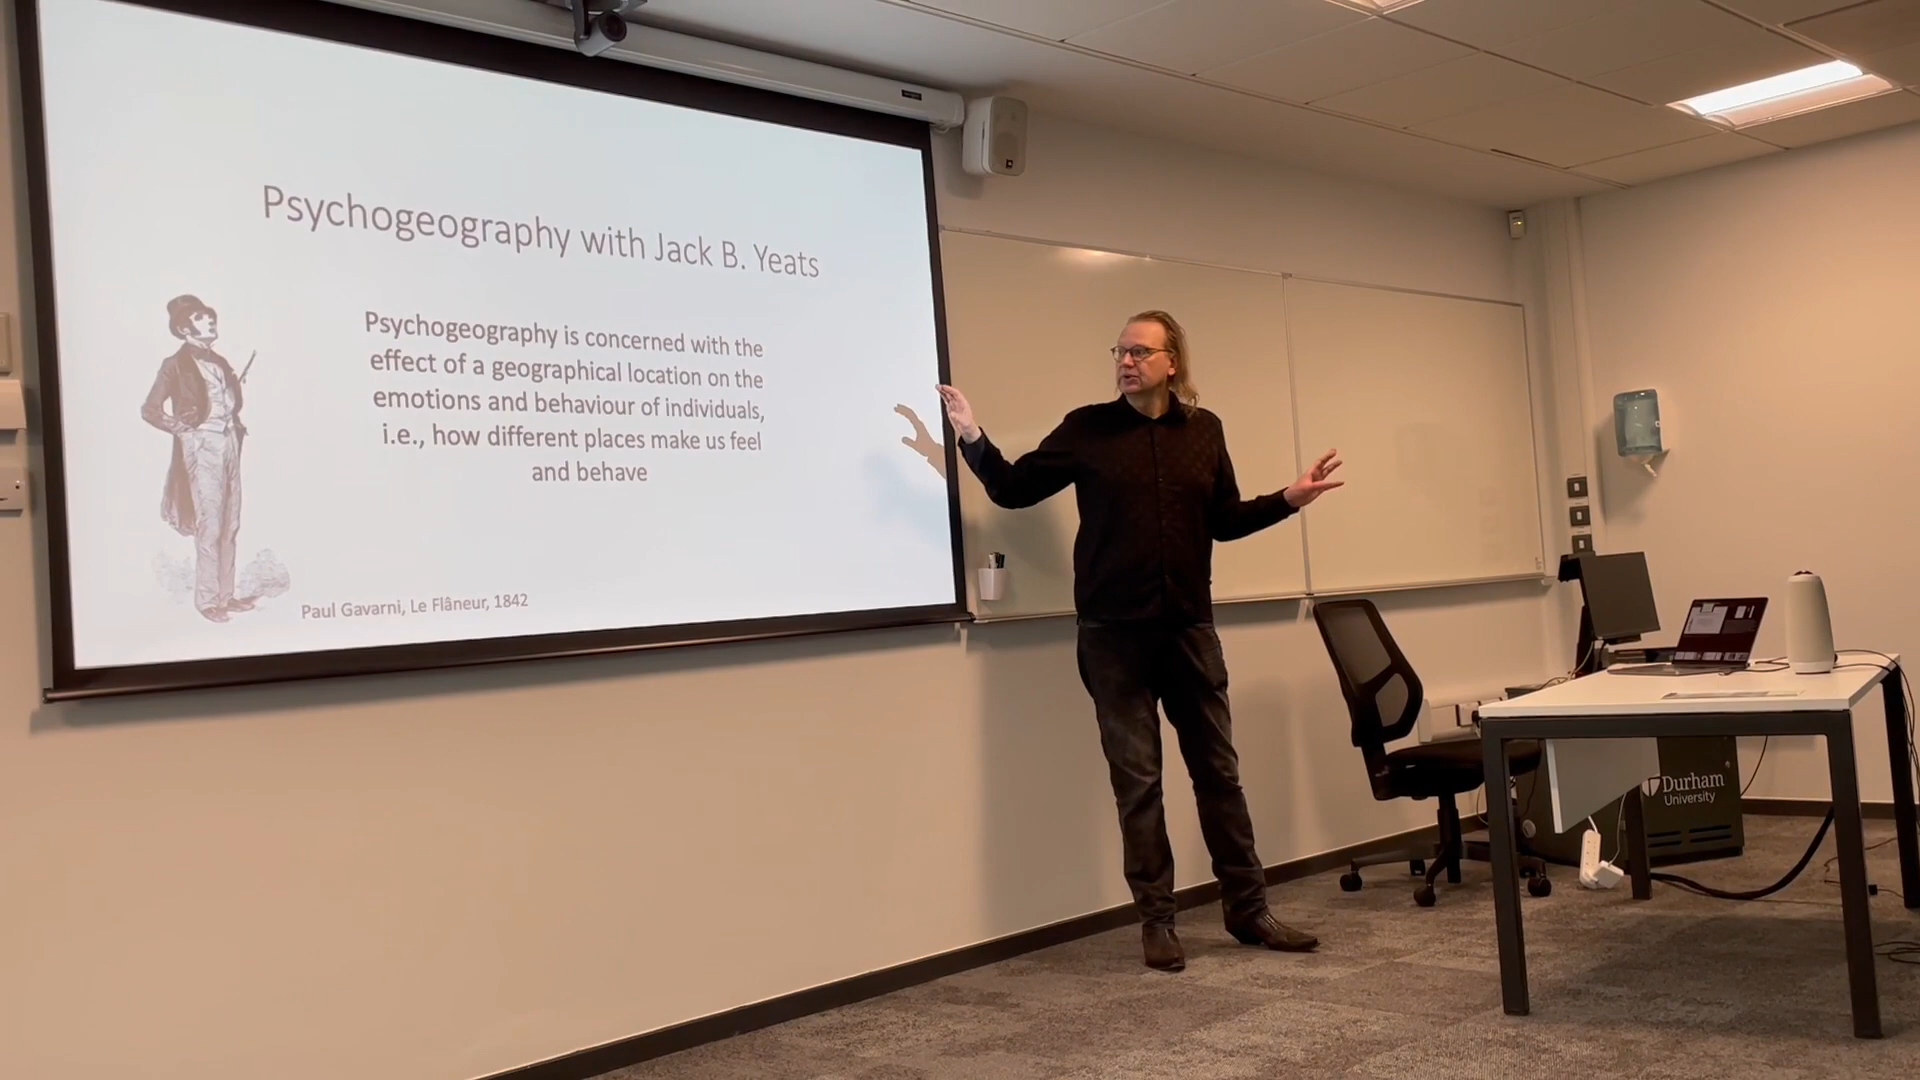 Psychogeography with Jack B. Yeats
Psychogeography is concerned with the
effect of a geographical location on the
emotions and behaviour of individuals,
i.e., how different places make us feel
and behave
Paul Gavarni, Le Flâneur, 1842
Durham
University